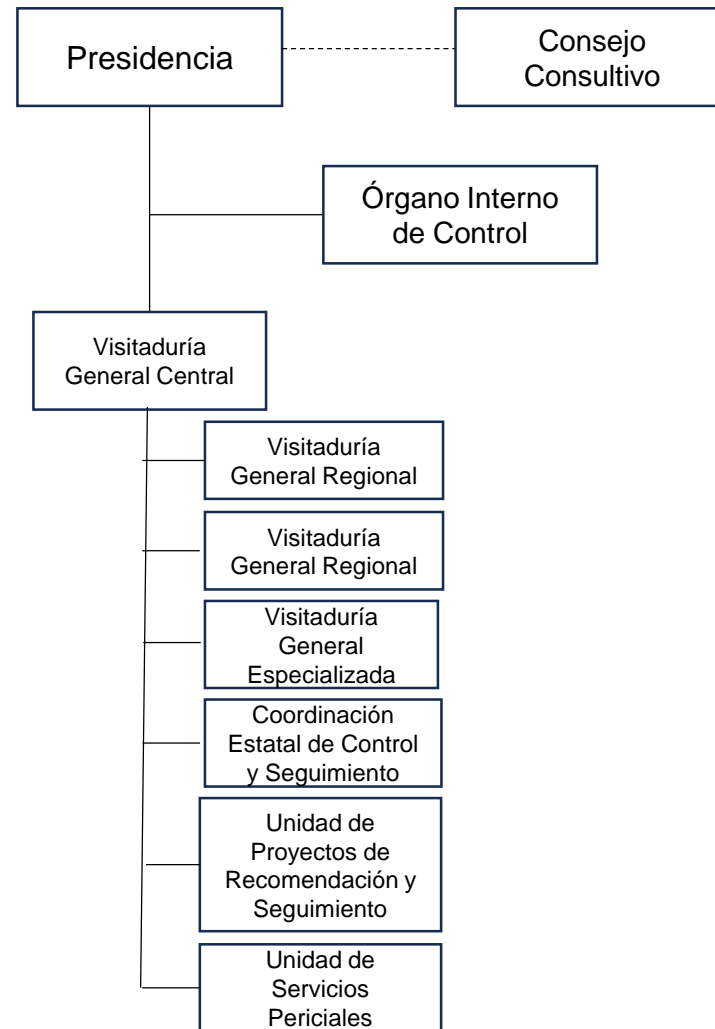 Presidencia
Consejo
Consultivo
Órgano Interno
de Control
Visitaduría
General Central
Visitaduría
General Regional
Visitaduría
General Regional
Visitaduría
General
Especializada
Coordinación
Estatal de Control
y Seguimiento
Unidad de
Proyectos de
Recomendación y
Seguimiento
Unidad de
Servicios
Periciales